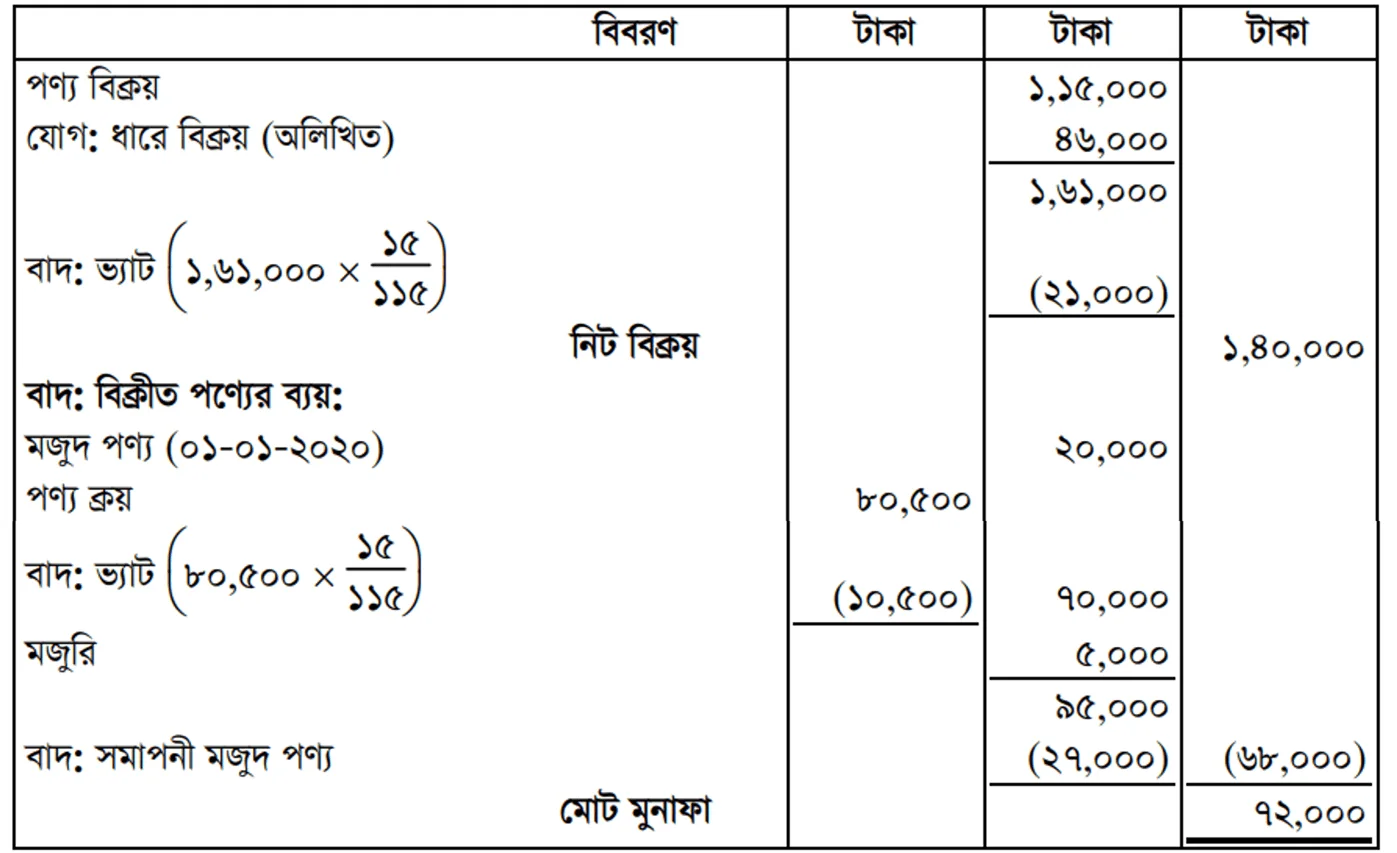 বিবরণ টাকা টাকা টাকা
পণ্য বিক্রয় ১,১৫,০০০
যোগ: ধারে বিক্রয় (অলিখিত) ৪৬,০০০
১,৬১,০০০
বাদ: ভ্যাট (১,৬১,০০০ × ১৫/১১৫) (২১,০০০)
নিট বিক্রয় ১,৪০,০০০
বাদ: বিক্রীত পণ্যের ব্যয়:
মজুদ পণ্য (০১-০১-২০২০) ২০,০০০
পণ্য ক্রয় ৮০,৫০০
বাদ: ভ্যাট (৮০,৫০০ × ১৫/১১৫) (১০,৫০০) ৭০,০০০
মজুরি ৫,০০০
৯৫,০০০
বাদ: সমাপনী মজুদ পণ্য (২৭,০০০) (৬৮,০০০)
মোট মুনাফা ৭২,০০০